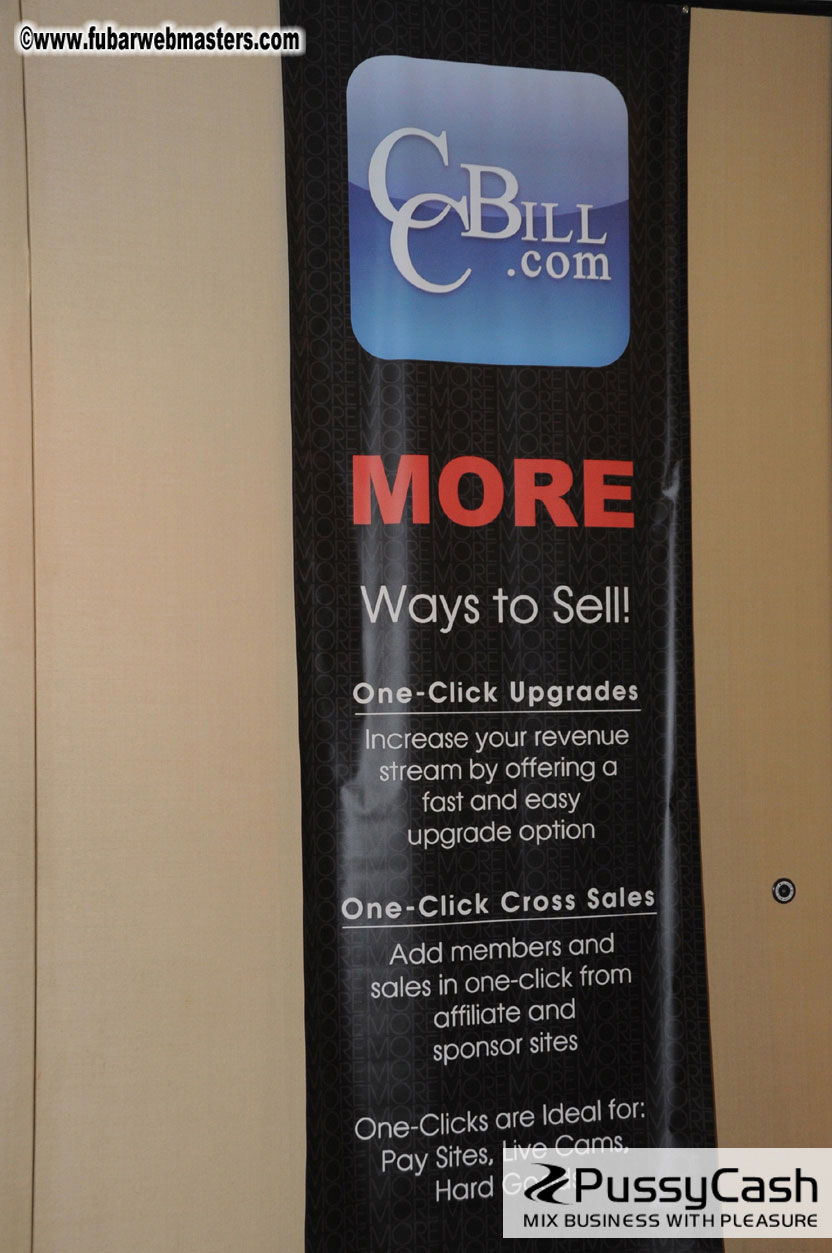 ©www.fubarwebmasters.com
CCBILL
.com
MORE
Ways to Sell!
One-Click Upgrades
Increase your revenue
stream by offering a
fast and easy
upgrade option
One-Click Cross Sales
Add members and
sales in one-click from
affiliate and
sponsor sites
One-Clicks are Ideal for:
Pay Sites, Live Cams,
Hard
PussyCash
MIX BUSINESS WITH PLEASURE